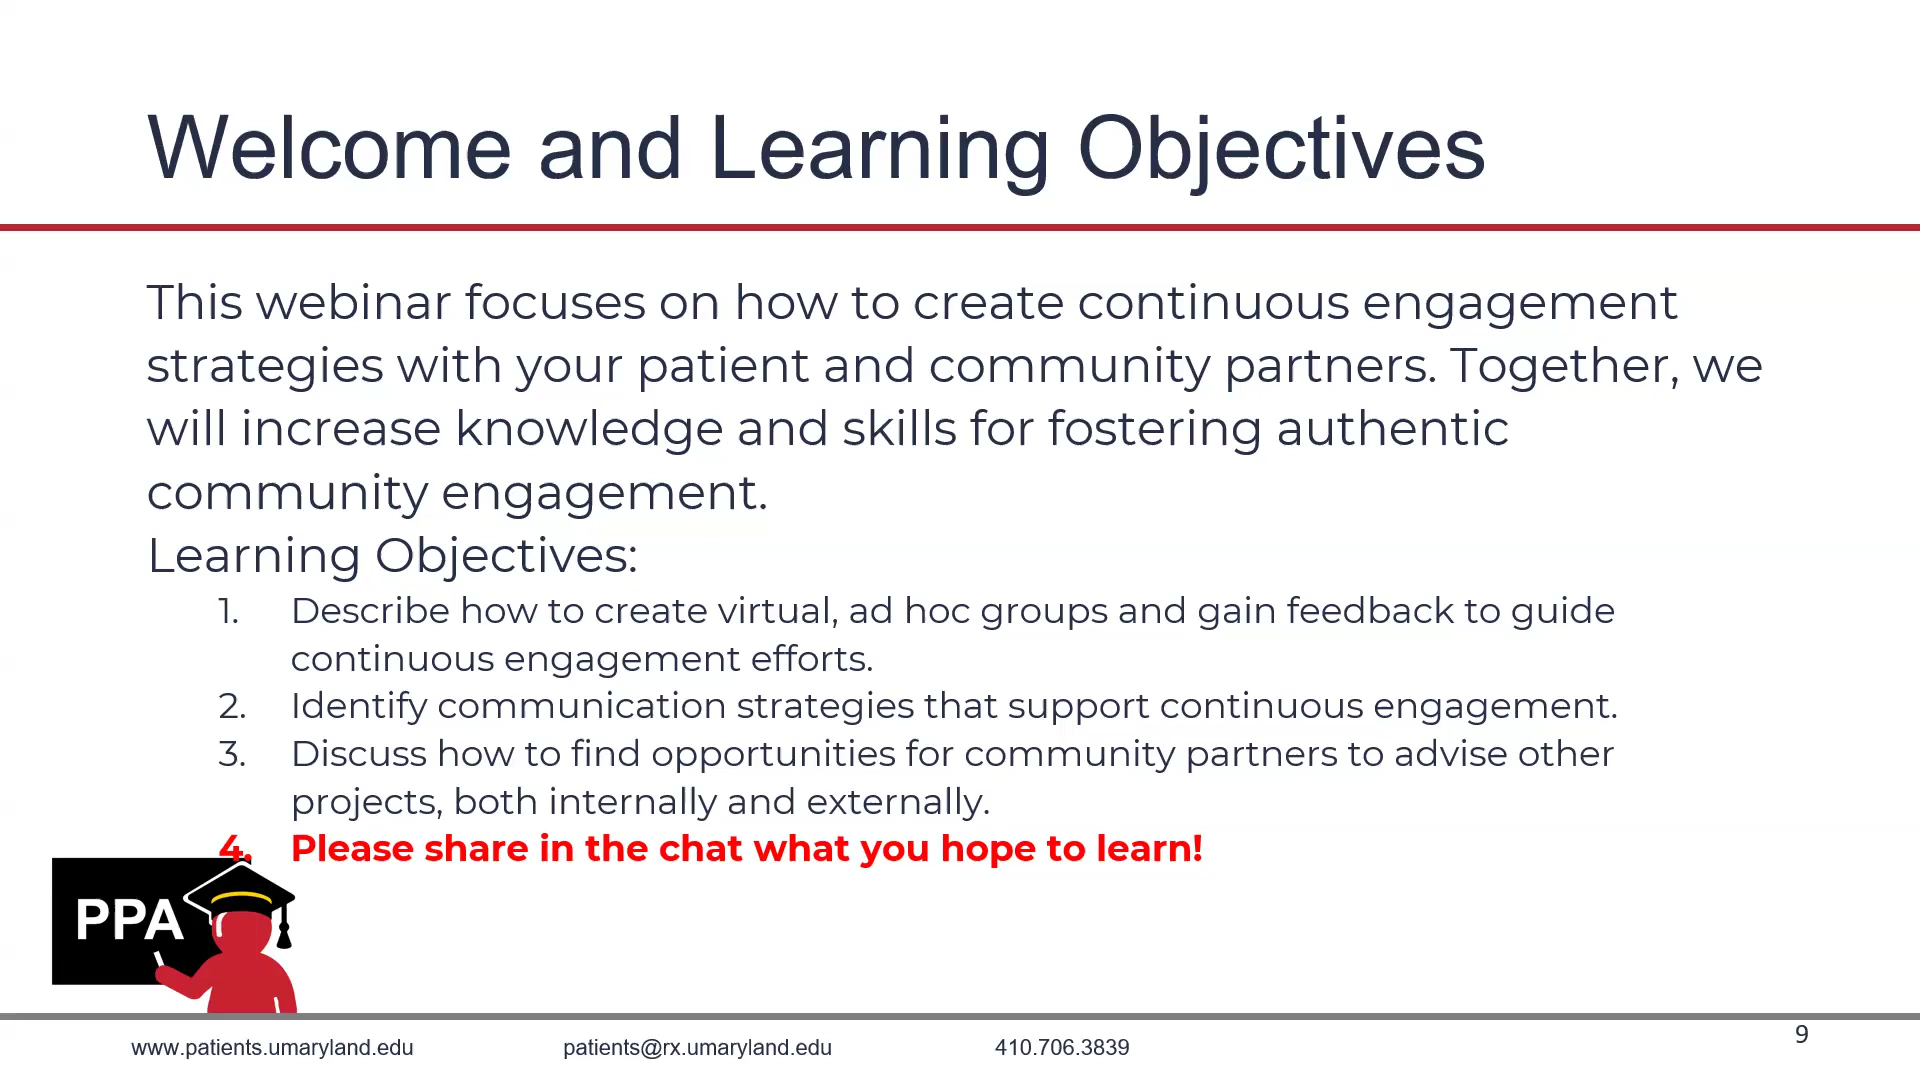 Welcome and Learning Objectives
This webinar focuses on how to create continuous engagement
strategies with your patient and community partners. Together, we
will increase knowledge and skills for fostering authentic
community engagement.
Learning Objectives:
1. Describe how to create virtual, ad hoc groups and gain feedback to guide
continuous engagement efforts.
2. Identify communication strategies that support continuous engagement.
3. Discuss how to find opportunities for community partners to advise other
projects, both internally and externally.
4. Please share in the chat what you hope to learn!
PPA
www.patients.umaryland.edu patients@rx.umaryland.edu 410.706.3839 9